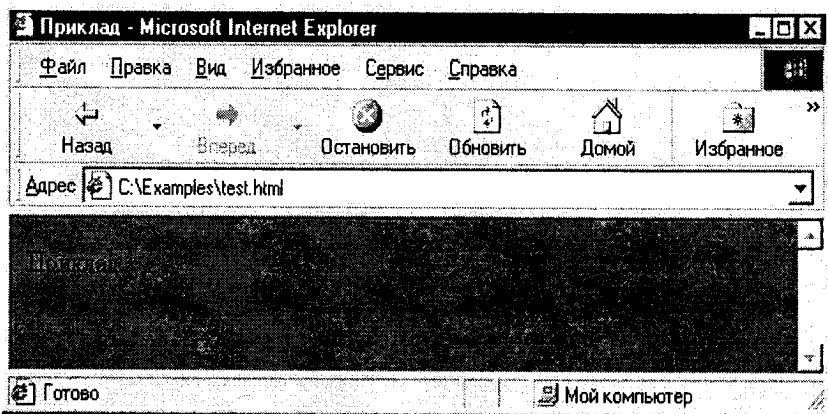 Приклад - Microsoft Internet Explorer
Файл Правка Вид Избранное Сервис Справка
Назад Вперед Остановить Обновить Домой Избранное »
Адрес C:\Examples\test.html
Приклад
Готово Мой компьютер